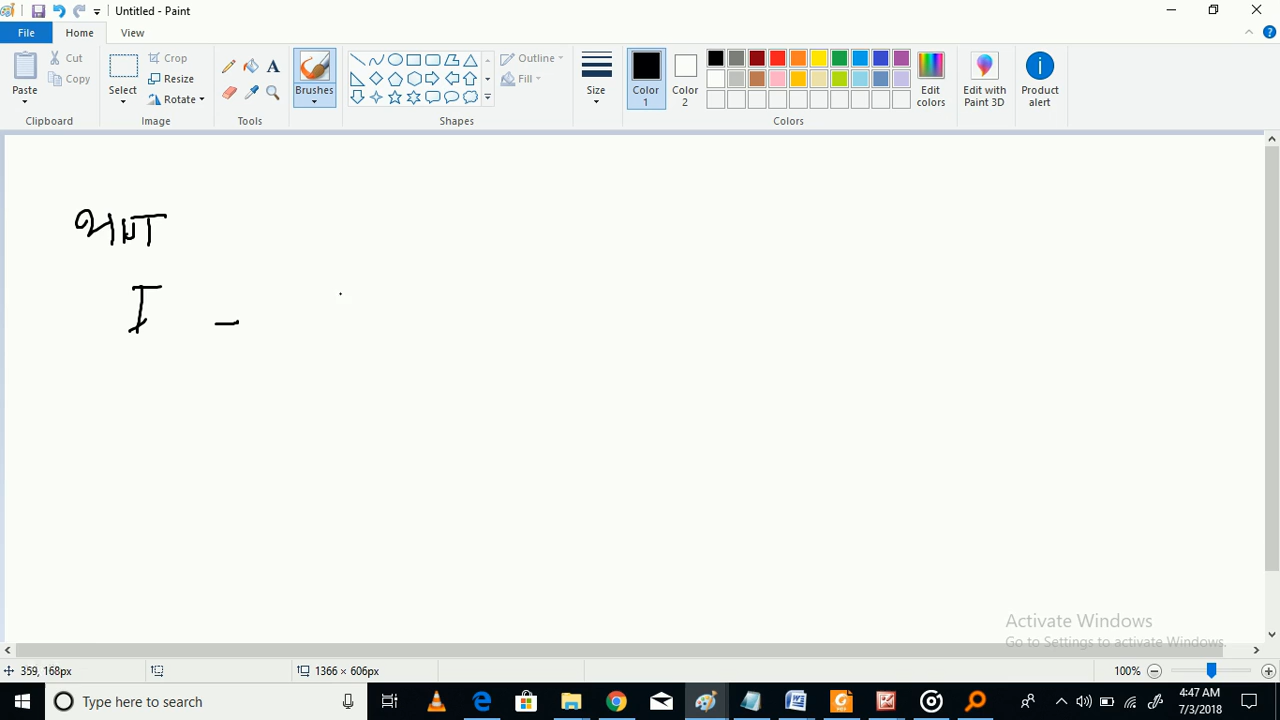 Untitled - Paint
File Home View
Paste Cut Copy Clipboard
Select Crop Resize Rotate Image
Tools
Brushes
Outline Fill Shapes
Size
Color 1 Color 2 Edit colors Colors
Edit with Paint 3D
Product alert
I -
Activate Windows
Go to Settings to activate Windows.
359, 168px 1366 × 606px 100%
Type here to search
4:47 AM
7/3/2018